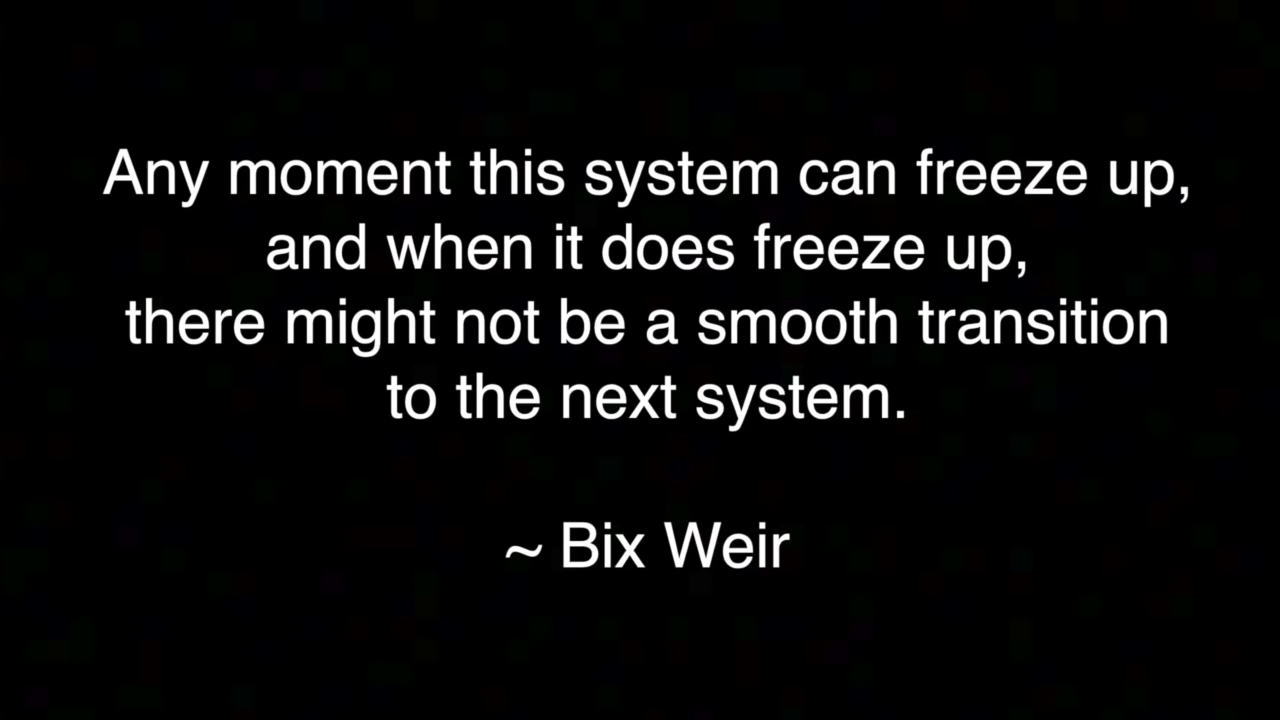 Any moment this system can freeze up,
and when it does freeze up,
there might not be a smooth transition
to the next system.
~ Bix Weir